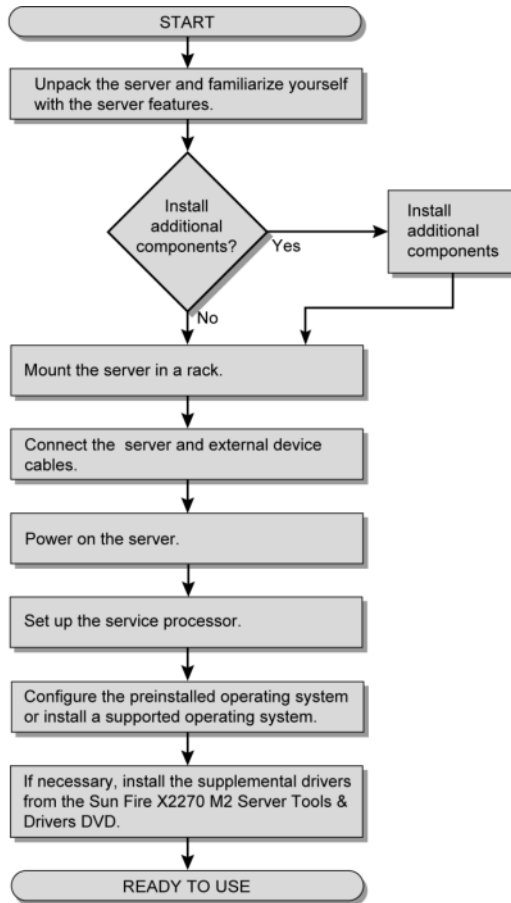 START
Unpack the server and familiarize yourself
with the server features.
Install
additional
components?
Yes
Install
additional
components
No
Mount the server in a rack.
Connect the server and external device
cables.
Power on the server.
Set up the service processor.
Configure the preinstalled operating system
or install a supported operating system.
If necessary, install the supplemental drivers
from the Sun Fire X2270 M2 Server Tools &
Drivers DVD.
READY TO USE